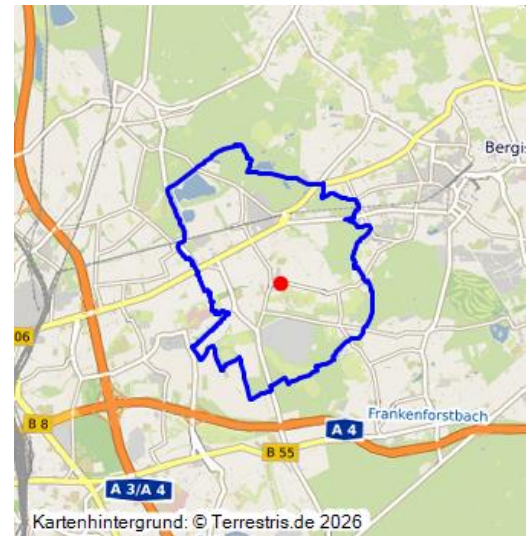 Bergis
06
Frankenforstbach
B 8
A 4
B 55
A 3/A 4
Kartenhintergrund: © Terrestris.de 2026